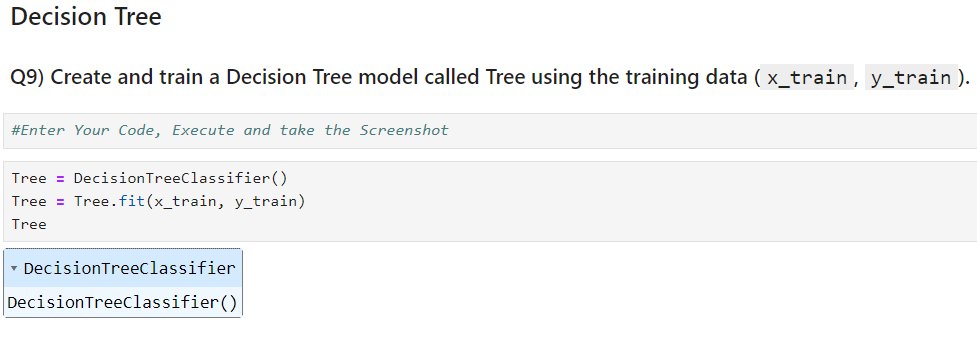 Decision Tree
Q9) Create and train a Decision Tree model called Tree using the training data ( x_train , y_train ).
#Enter Your Code, Execute and take the Screenshot
Tree = DecisionTreeClassifier()
Tree = Tree.fit(x_train, y_train)
Tree
▾ DecisionTreeClassifier
DecisionTreeClassifier()